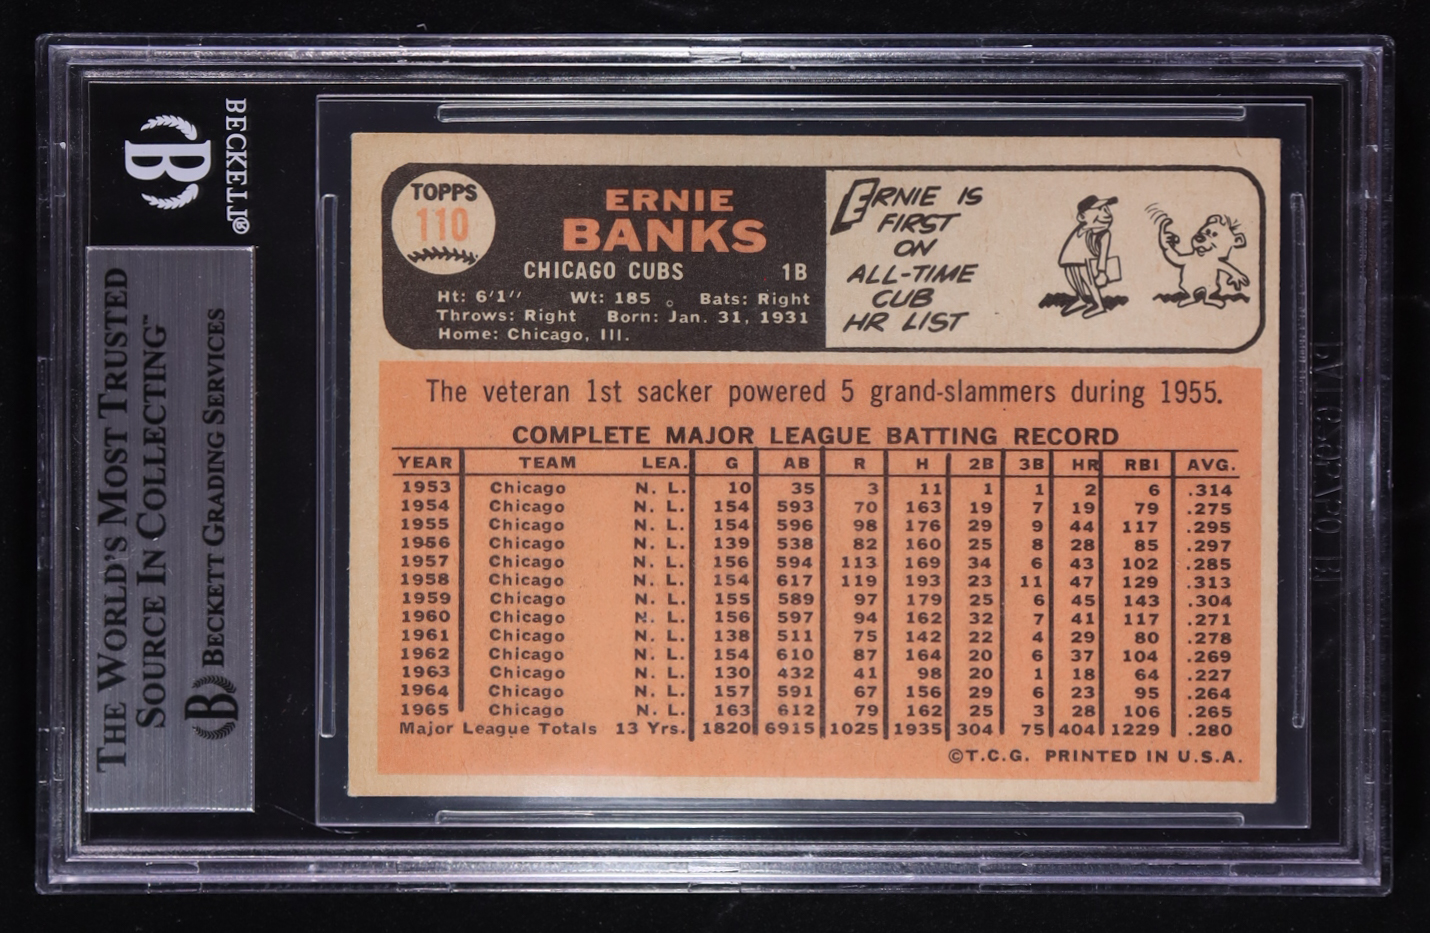 BECKETT®
THE WORLD'S MOST TRUSTED
SOURCE IN COLLECTING™
BECKETT GRADING SERVICES
TOPPS
110
ERNIE
BANKS
CHICAGO CUBS 1B
Ht: 6'1" Wt: 185 Bats: Right
Throws: Right Born: Jan. 31, 1931
Home: Chicago, Ill.
ERNIE IS
FIRST
ON
ALL-TIME
CUB
HR LIST
The veteran 1st sacker powered 5 grand-slammers during 1955.
COMPLETE MAJOR LEAGUE BATTING RECORD
YEAR TEAM LEA. G AB R H 2B 3B HR RBI AVG.
1953 Chicago N. L. 10 35 3 11 1 1 2 6 .314
1954 Chicago N. L. 154 593 70 163 19 7 19 79 .275
1955 Chicago N. L. 154 596 98 176 29 9 44 117 .295
1956 Chicago N. L. 139 538 82 160 25 8 28 85 .297
1957 Chicago N. L. 156 594 113 169 34 6 43 102 .285
1958 Chicago N. L. 154 617 119 193 23 11 47 129 .313
1959 Chicago N. L. 155 589 97 179 25 6 45 143 .304
1960 Chicago N. L. 156 597 94 162 32 7 41 117 .271
1961 Chicago N. L. 138 511 75 142 22 4 29 80 .278
1962 Chicago N. L. 154 610 87 164 20 6 37 104 .269
1963 Chicago N. L. 130 432 41 98 20 1 18 64 .227
1964 Chicago N. L. 157 591 67 156 29 6 23 95 .264
1965 Chicago N. L. 163 612 79 162 25 3 28 106 .265
Major League Totals 13 Yrs. 1820 6915 1025 1935 304 75 404 1229 .280
©T.C.G. PRINTED IN U.S.A.